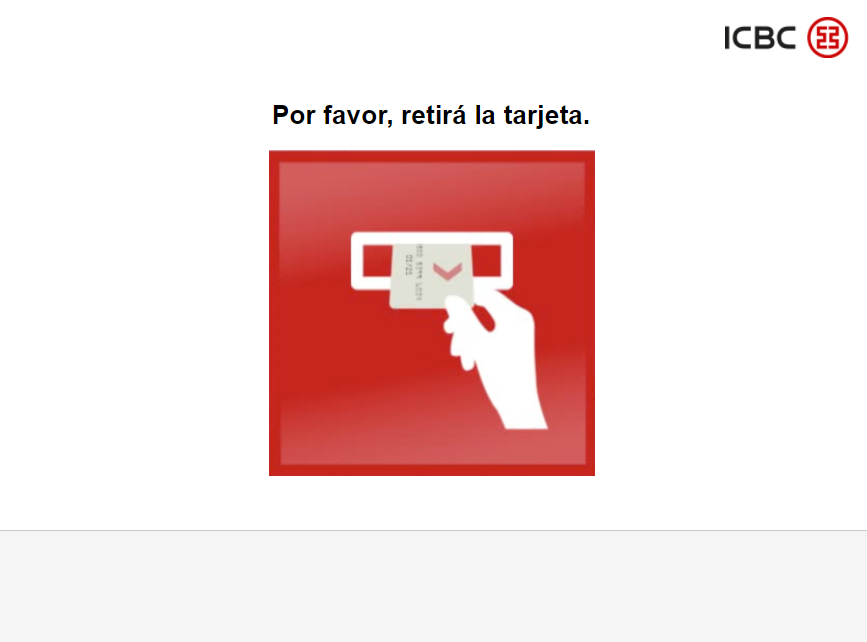 ICBC
Por favor, retirá la tarjeta.